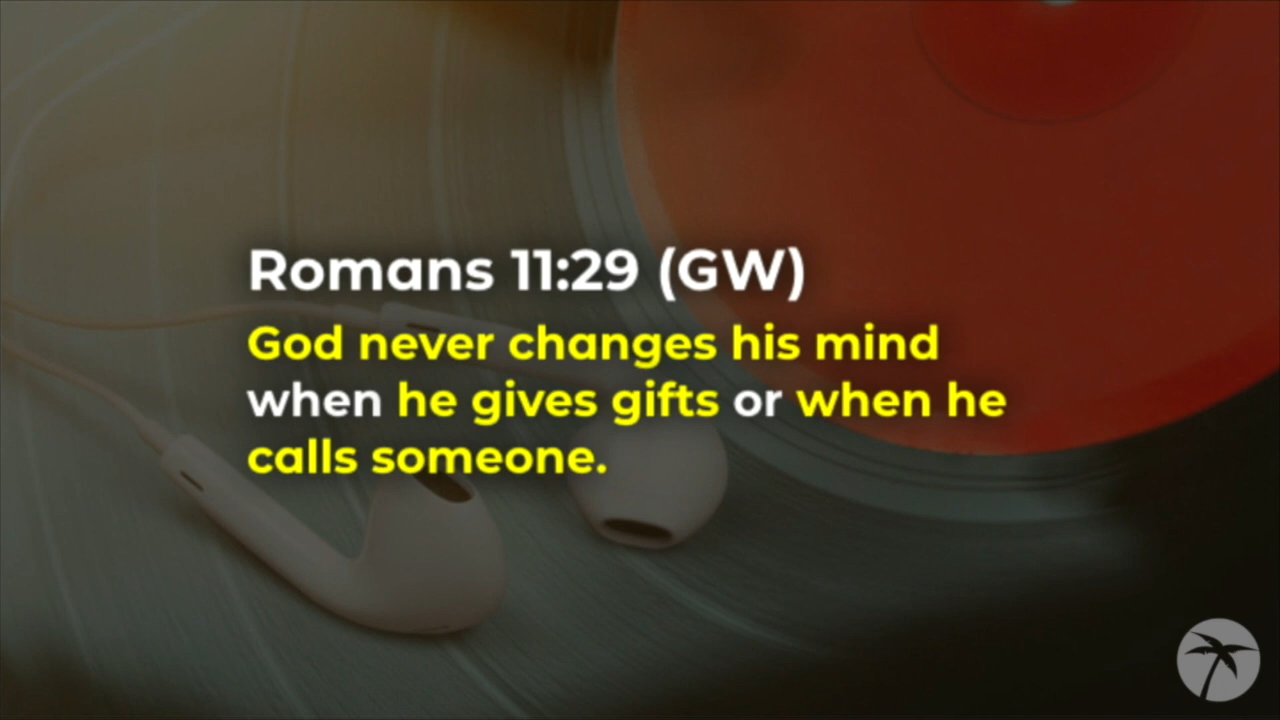 Romans 11:29 (GW)
God never changes his mind
when he gives gifts or when he
calls someone.